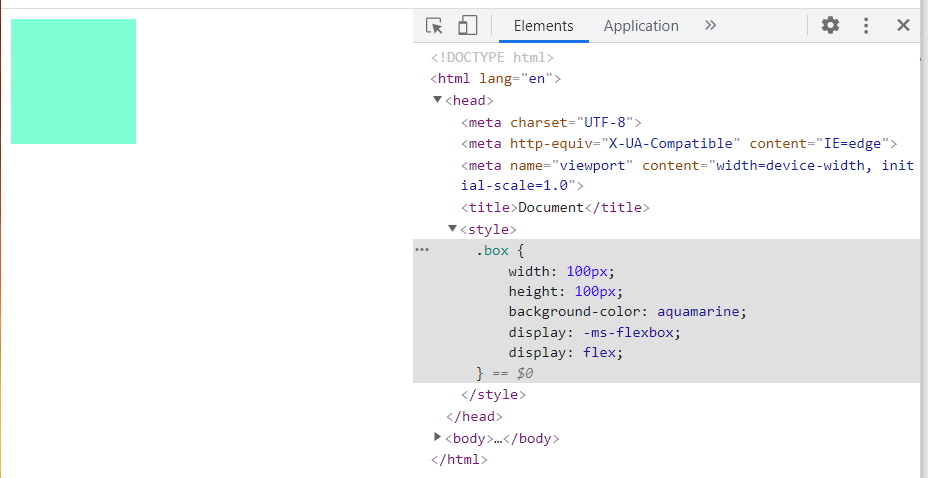 Elements Application »
<!DOCTYPE html>
<html lang="en">
<head>
<meta charset="UTF-8">
<meta http-equiv="X-UA-Compatible" content="IE=edge">
<meta name="viewport" content="width=device-width, init
ial-scale=1.0">
<title>Document</title>
<style>
.box {
width: 100px;
height: 100px;
background-color: aquamarine;
display: -ms-flexbox;
display: flex;
} == $0
</style>
</head>
<body>…</body>
</html>